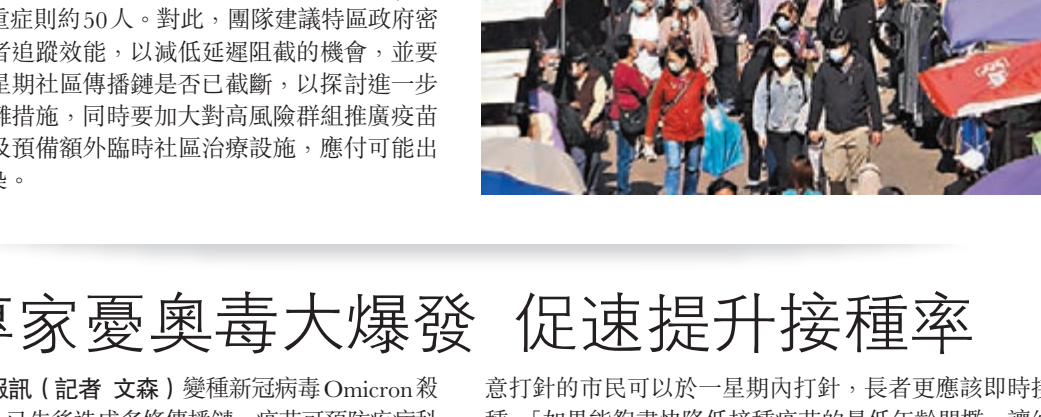 重症則約50人。對此，團隊建議特區政府密
者追蹤效能，以減低延遲阻截的機會，並要
星期社區傳播鏈是否已截斷，以探討進一步
離措施，同時要加大對高風險群組推廣疫苗
及預備額外臨時社區治療設施，應付可能出
染。
專家憂奧毒大爆發 促速提升接種率
報訊（記者 文森）變種新冠病毒Omicron殺
意打針的市民可以於一星期內打針，長者更應該即時接